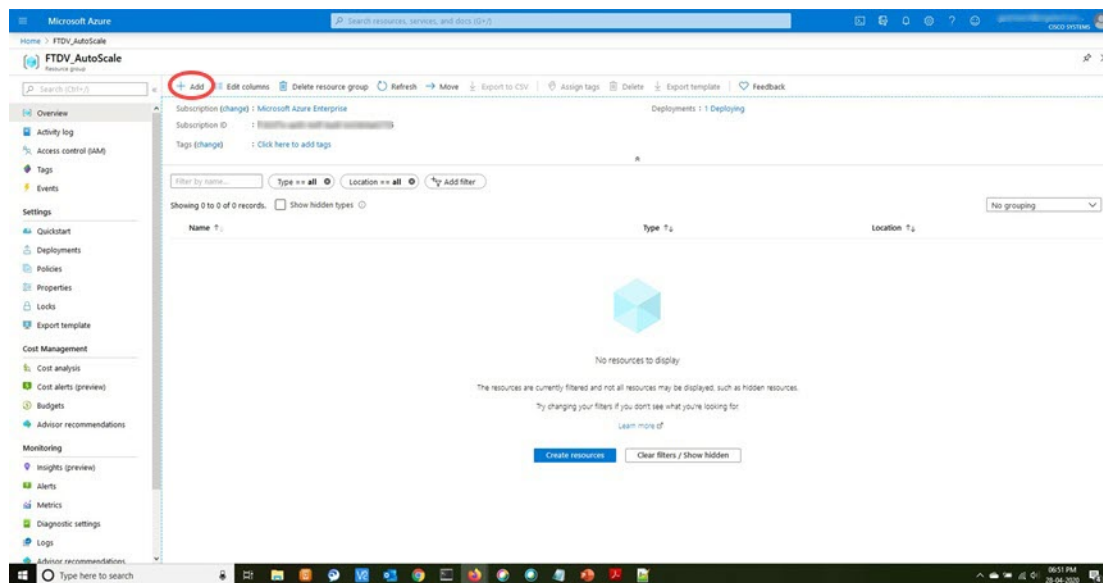 Microsoft Azure
Search resources, services, and docs (G+/)
CISCO SYSTEMS
Home > FTDV_AutoScale
FTDV_AutoScale
Resource group
Search (Ctrl+/)
Add
Edit columns
Delete resource group
Refresh
Move
Export to CSV
Assign tags
Delete
Export template
Feedback
Overview
Activity log
Access control (IAM)
Tags
Events
Settings
Quickstart
Deployments
Policies
Properties
Locks
Export template
Cost Management
Cost analysis
Cost alerts (preview)
Budgets
Advisor recommendations
Monitoring
Insights (preview)
Alerts
Metrics
Diagnostic settings
Logs
Advisor recommendations
Subscription (change) : Microsoft Azure Enterprise
Deployments : 1 Deploying
Subscription ID :
Tags (change) : Click here to add tags
Filter by name...
Type == all
Location == all
Add filter
Showing 0 to 0 of 0 records.
Show hidden types
No grouping
Name
Type
Location
No resources to display
The resources are currently filtered and not all resources may be displayed, such as hidden resources.
Try changing your filters if you don't see what you're looking for.
Learn more
Create resources
Clear filters / Show hidden
Type here to search
06:51 PM
28-04-2020